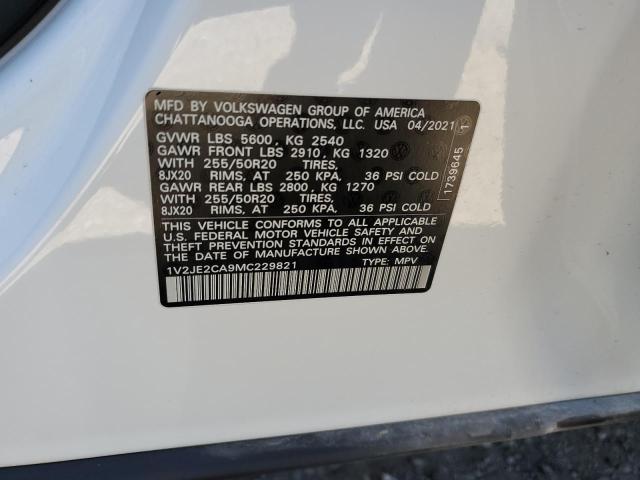 MFD BY VOLKSWAGEN GROUP OF AMERICA
CHATTANOOGA OPERATIONS, LLC. USA 04/2021
GVWR LBS 5600, KG 2540
GAWR FRONT LBS 2910, KG 1320
WITH 255/50R20 TIRES,
8JX20 RIMS, AT 250 KPA, 36 PSI COLD
GAWR REAR LBS 2800, KG 1270
WITH 255/50R20 TIRES,
8JX20 RIMS, AT 250 KPA, 36 PSI COLD
THIS VEHICLE CONFORMS TO ALL APPLICABLE
U.S. FEDERAL MOTOR VEHICLE SAFETY AND
THEFT PREVENTION STANDARDS IN EFFECT ON
THE DATE OF MANUFACTURE SHOWN ABOVE.
1V2JE2CA9MC229821 TYPE: MPV
1739645 1